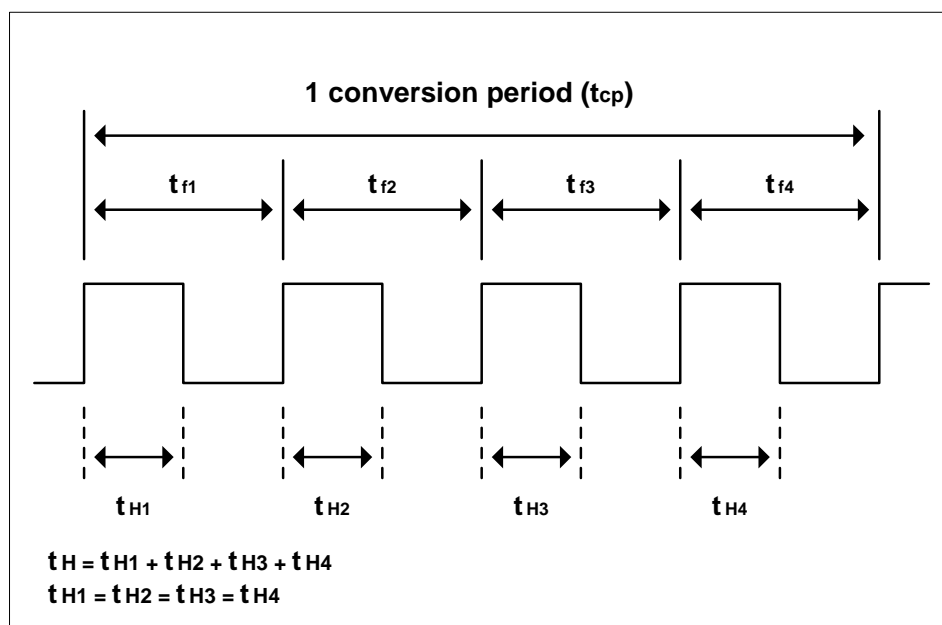 1 conversion period (tcp)
tf1 tf2 tf3 tf4
tH1 tH2 tH3 tH4
tH = tH1 + tH2 + tH3 + tH4
tH1 = tH2 = tH3 = tH4